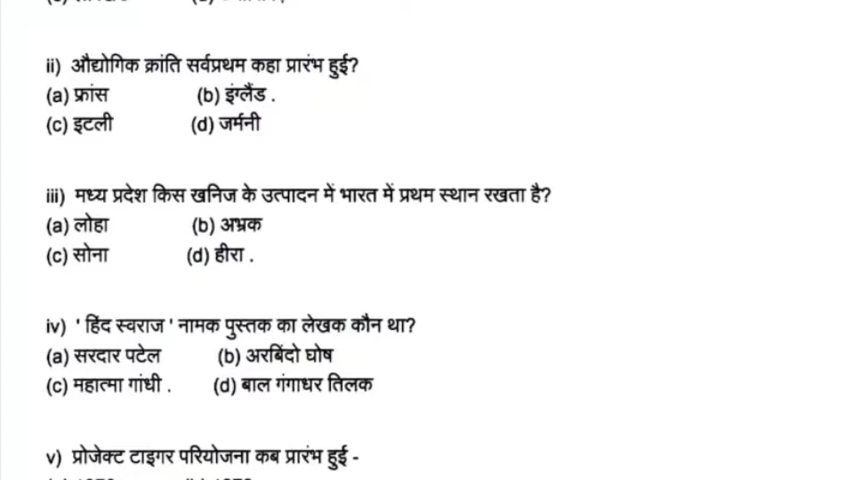 ii) औद्योगिक क्रांति सर्वप्रथम कहा प्रारंभ हुई?
(a) फ्रांस (b) इंग्लैंड .
(c) इटली (d) जर्मनी
iii) मध्य प्रदेश किस खनिज के उत्पादन में भारत में प्रथम स्थान रखता है?
(a) लोहा (b) अभ्रक
(c) सोना (d) हीरा .
iv) ' हिंद स्वराज ' नामक पुस्तक का लेखक कौन था?
(a) सरदार पटेल (b) अरबिंदो घोष
(c) महात्मा गांधी . (d) बाल गंगाधर तिलक
v) प्रोजेक्ट टाइगर परियोजना कब प्रारंभ हुई -